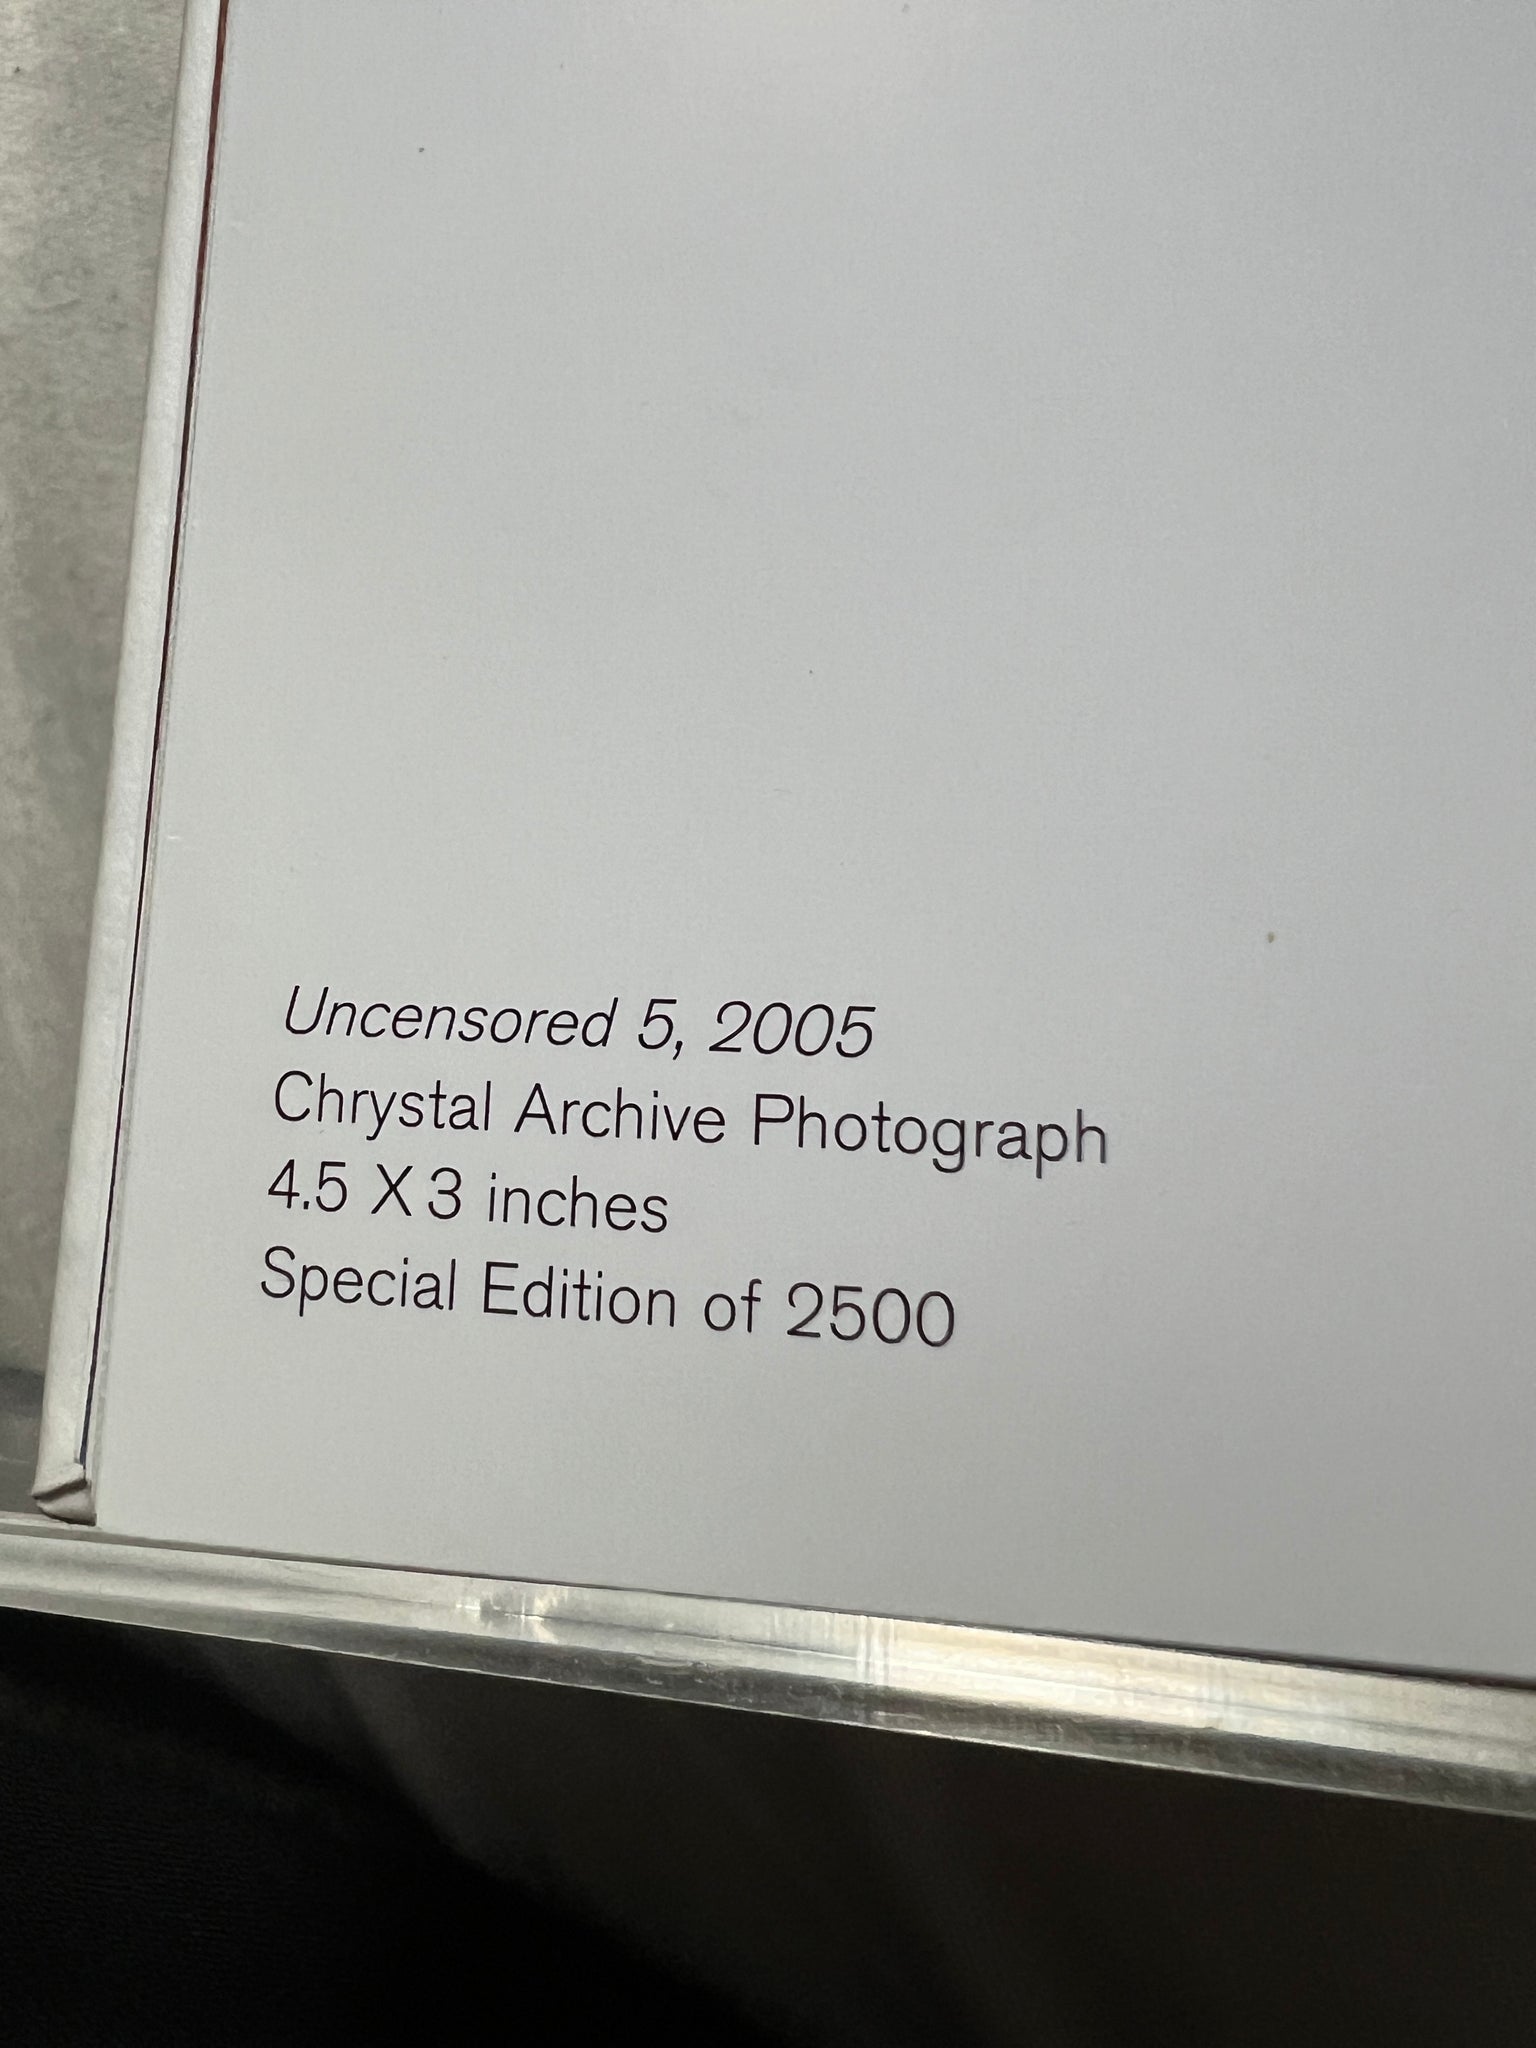 Uncensored 5, 2005
Chrystal Archive Photograph
4.5 X 3 inches
Special Edition of 2500